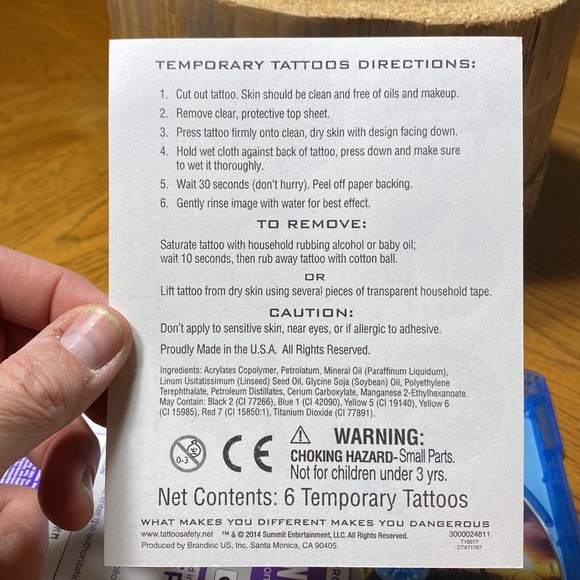 TEMPORARY TATTOOS DIRECTIONS:
1. Cut out tattoo. Skin should be clean and free of oils and makeup.
2. Remove clear, protective top sheet.
3. Press tattoo firmly onto clean, dry skin with design facing down.
4. Hold wet cloth against back of tattoo, press down and make sure
to wet it thoroughly.
5. Wait 30 seconds (don't hurry). Peel off paper backing.
6. Gently rinse image with water for best effect.
TO REMOVE:
Saturate tattoo with household rubbing alcohol or baby oil;
wait 10 seconds, then rub away tattoo with cotton ball.
OR
Lift tattoo from dry skin using several pieces of transparent household tape.
CAUTION:
Don't apply to sensitive skin, near eyes, or if allergic to adhesive.
Proudly Made in the U.S.A. All Rights Reserved.
Ingredients: Acrylates Copolymer, Petrolatum, Mineral Oil (Paraffinum Liquidum),
Linum Usitatissimum (Linseed) Seed Oil, Glycine Soja (Soybean) Oil, Polyethylene
Terephthalate, Petroleum Distillates, Cerium Carboxylate, Manganese 2-Ethylhexanoate.
May Contain: Black 2 (CI 77266), Blue 1 (CI 42090), Yellow 5 (CI 19140), Yellow 6
(CI 15985), Red 7 (CI 15850:1), Titanium Dioxide (CI 77891).
0-3 CE WARNING:
CHOKING HAZARD-Small Parts.
Not for children under 3 yrs.
Net Contents: 6 Temporary Tattoos
WHAT MAKES YOU DIFFERENT MAKES YOU DANGEROUS
www.tattoosafety.net ™ & © 2014 Summit Entertainment, LLC. All Rights Reserved. 3000024811
Produced by Brandinc US, Inc. Santa Monica, CA 90405
T19077
CT671787